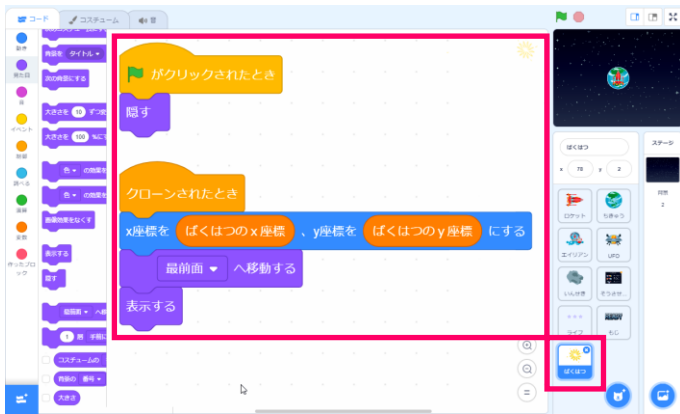 コード
コスチューム
音
動き
見た目
音
イベント
制御
調べる
演算
変数
作ったブロック
背景を タイトル
次の背景にする
大きさを 10 ずつ変
大きさを 100 %に
色 の効果を
色 の効果を
画像効果をなくす
表示する
隠す
最前面 へ移
1 層 手前に
コスチュームの
背景の 番号
大きさ
がクリックされたとき
隠す
クローンされたとき
x座標を ばくはつの x 座標 、y座標を ばくはつの y 座標 にする
最前面 へ移動する
表示する
ばくはつ
x 78 y 2
ロケット
ちきゅう
エイリアン
UFO
いんせき
ライフ
もじ
ばくはつ
ステージ
背景
2